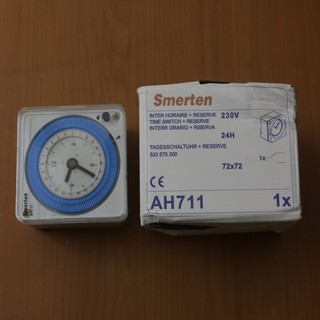 Smerten
INTER HORAIRE + RESERVE 230V
TIME SWITCH + RESERVE
INTERR ORARIO + RISERVA 24H
TAGESSCHALTUHR + RESERVE
533 575 200
1x
72x72
CE
AH711 1x
Smerten